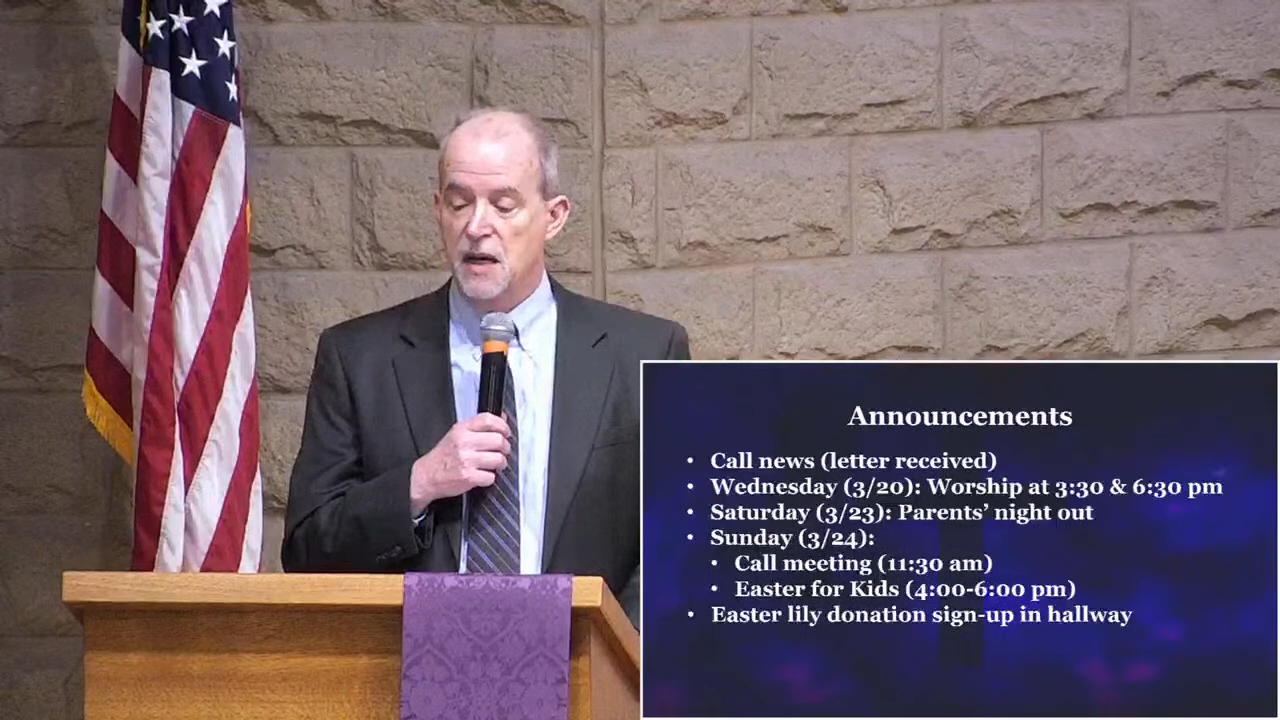 Announcements
• Call news (letter received)
• Wednesday (3/20): Worship at 3:30 & 6:30 pm
• Saturday (3/23): Parents’ night out
• Sunday (3/24):
• Call meeting (11:30 am)
• Easter for Kids (4:00-6:00 pm)
• Easter lily donation sign-up in hallway